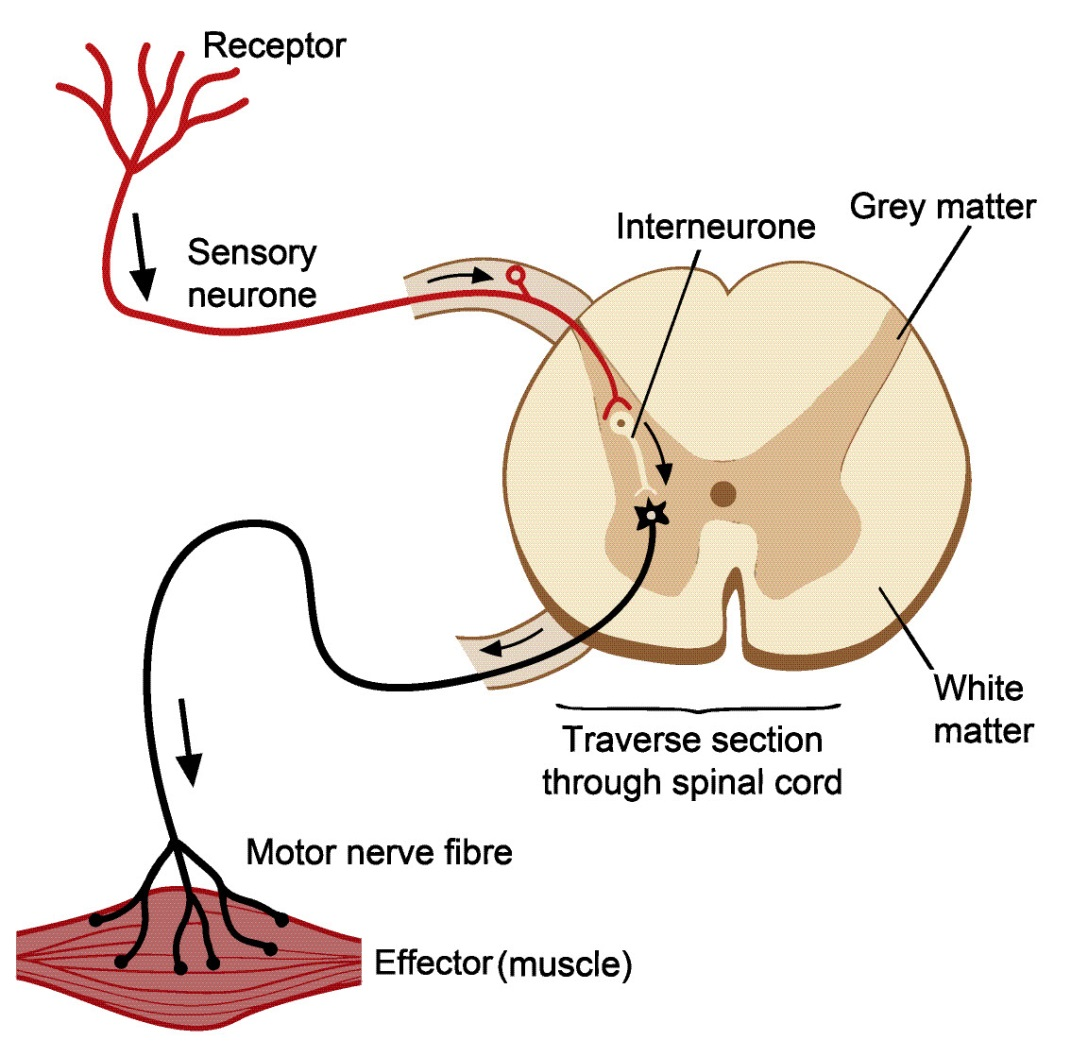 Receptor
Grey matter
Interneurone
Sensory
neurone
White
matter
Traverse section
through spinal cord
Motor nerve fibre
Effector (muscle)